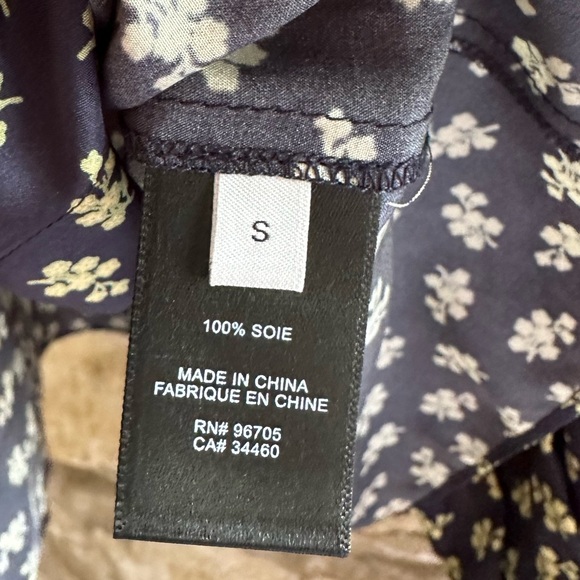 S
100% SOIE
MADE IN CHINA
FABRIQUE EN CHINE
RN# 96705
CA# 34460